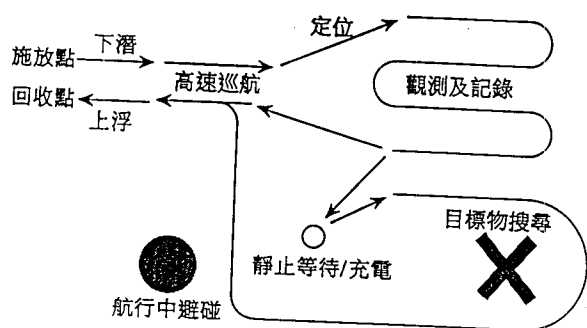 施放點
下潛
定位
高速巡航
觀測及記錄
回收點
上浮
目標物搜尋
靜止等待/充電
航行中避碰